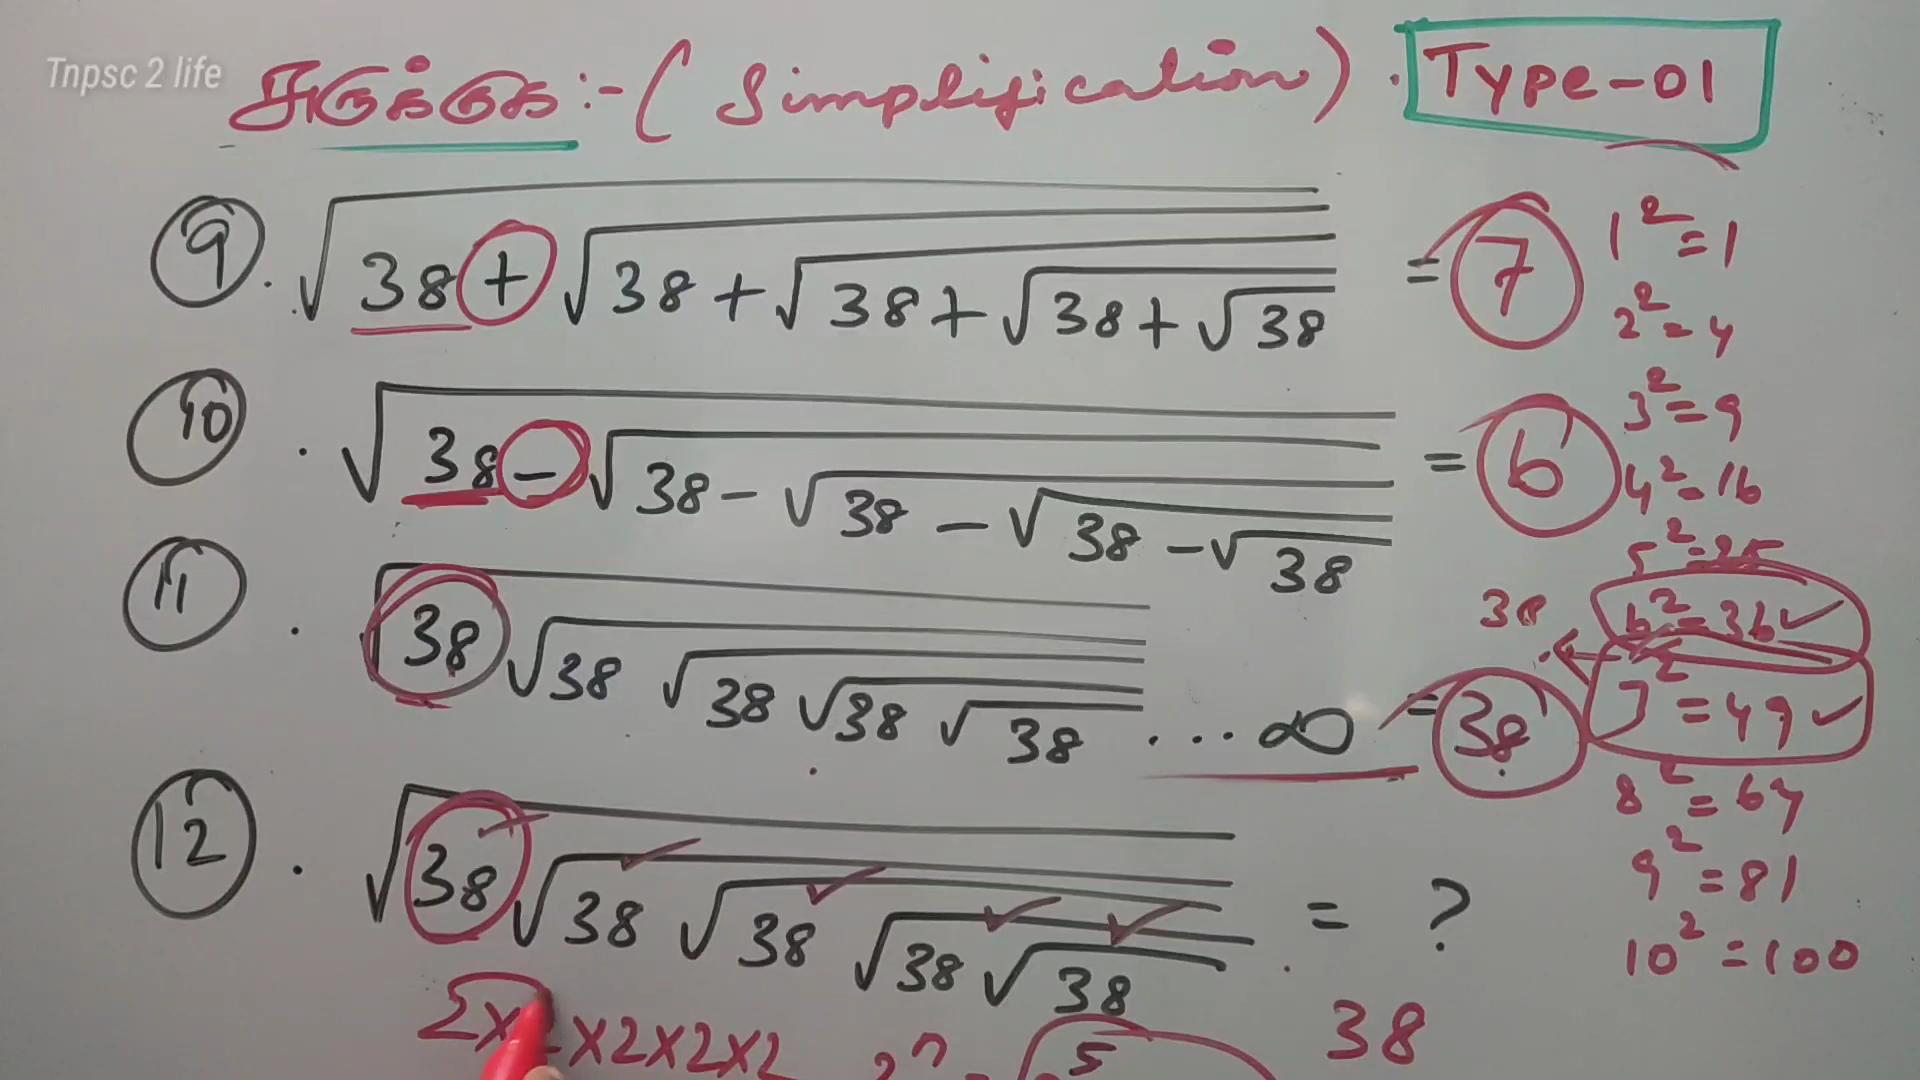 Tnpsc 2 life
சுருக்குக :- ( Simplification ) . Type-01
9. √38 + √38 + √38 + √38 + √38 = 7
10. √38 - √38 - √38 - √38 - √38 = 6
11. √38 √38 √38 √38 √38 ... ∞ = 38
12. √38 √38 √38 √38 √38 = ?
1² = 1
2² = 4
3² = 9
4² = 16
5² = 25
38
6² = 36 ✓
7² = 49 ✓
8² = 64
9² = 81
10² = 100
×2×2×2
2ⁿ =
5
38